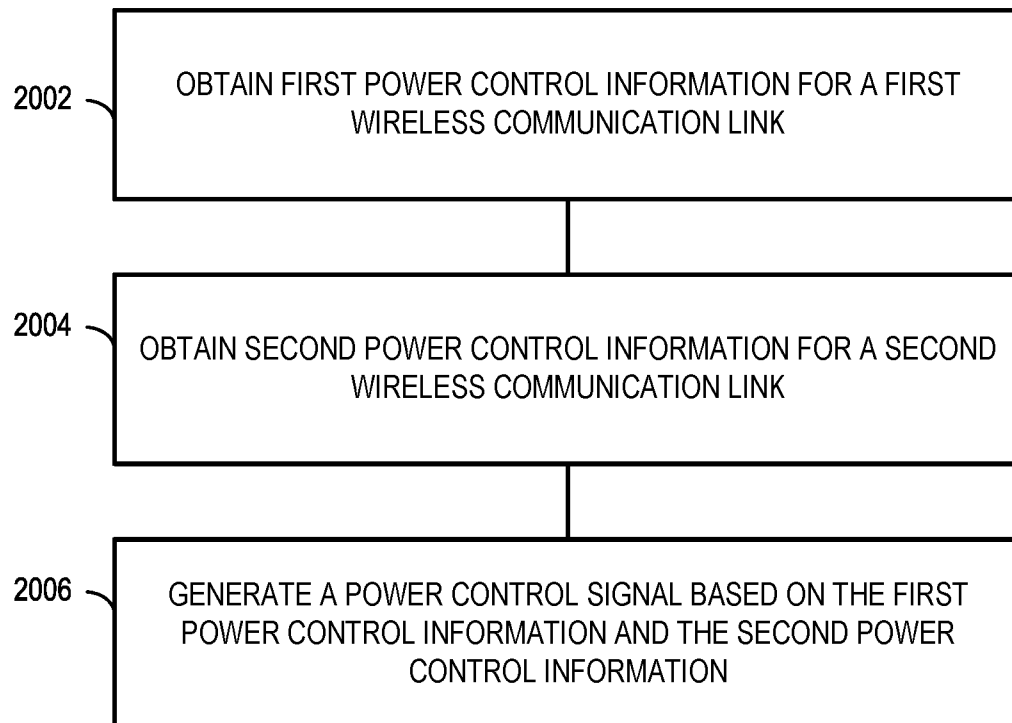 2002
OBTAIN FIRST POWER CONTROL INFORMATION FOR A FIRST
WIRELESS COMMUNICATION LINK
2004
OBTAIN SECOND POWER CONTROL INFORMATION FOR A SECOND
WIRELESS COMMUNICATION LINK
2006
GENERATE A POWER CONTROL SIGNAL BASED ON THE FIRST
POWER CONTROL INFORMATION AND THE SECOND POWER
CONTROL INFORMATION